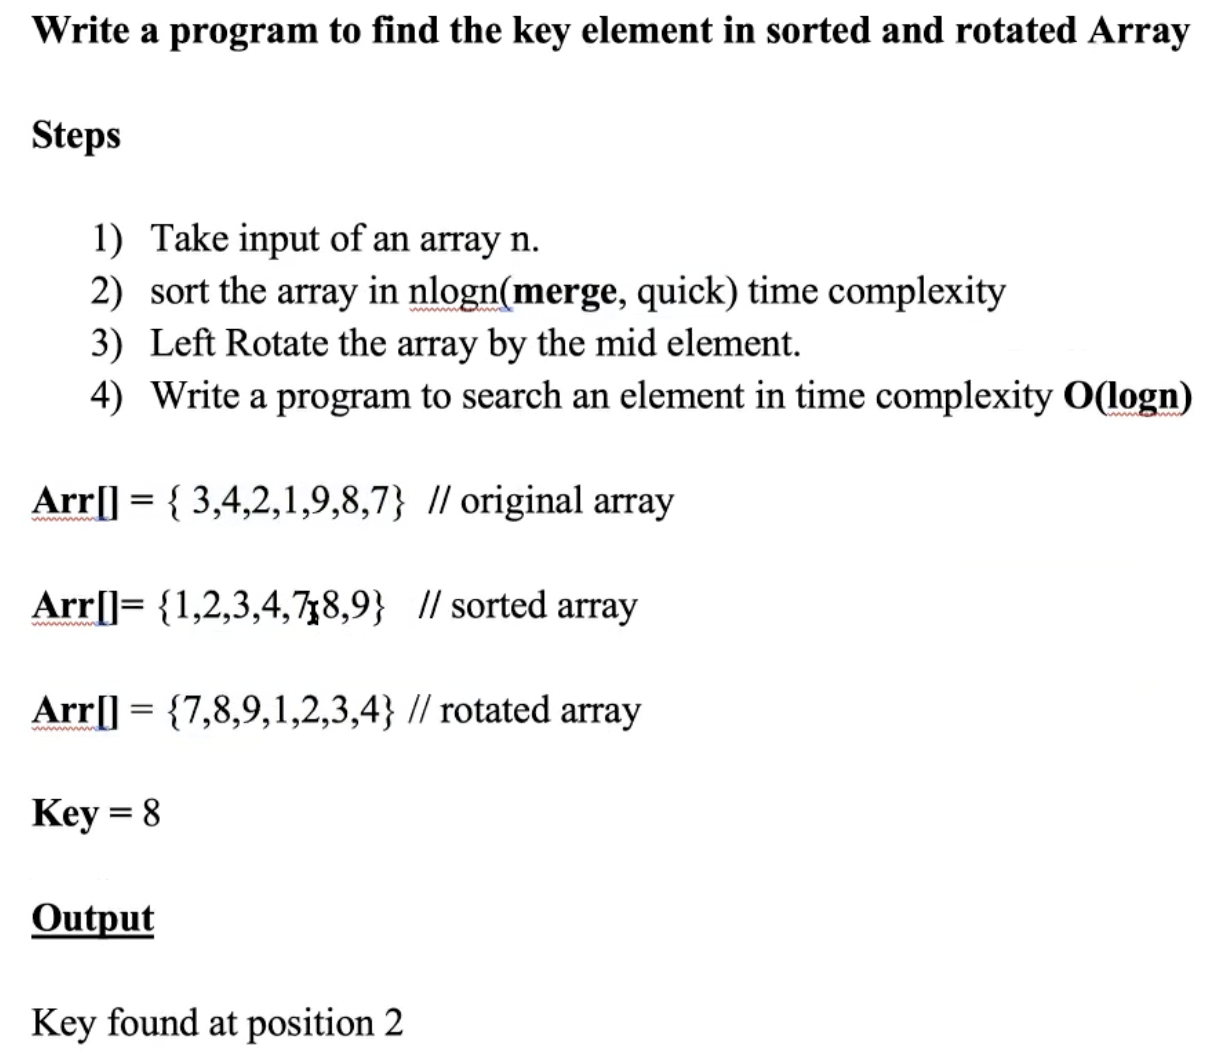 Write a program to find the key element in sorted and rotated Array
Steps
1) Take input of an array n.
2) sort the array in nlogn(merge, quick) time complexity
3) Left Rotate the array by the mid element.
4) Write a program to search an element in time complexity O(logn)
Arr[] = { 3,4,2,1,9,8,7} // original array
Arr[]= {1,2,3,4,7,8,9} // sorted array
Arr[] = {7,8,9,1,2,3,4} // rotated array
Key = 8
Output
Key found at position 2